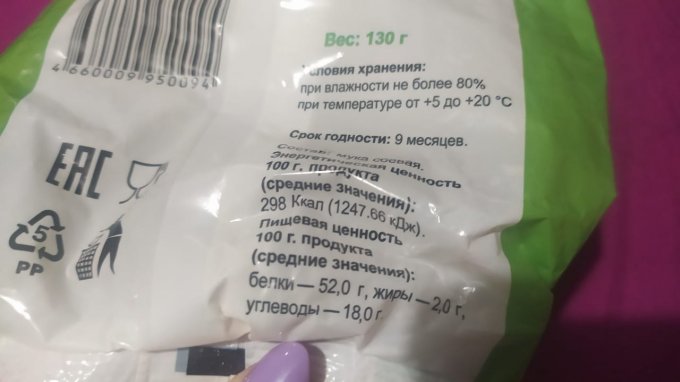 Вес: 130 г
4 660009 950094
Условия хранения:
при влажности не более 80%
при температуре от +5 до +20 °С
Срок годности: 9 месяцев.
Состав: мука соевая.
Энергетическая ценность
100 г. продукта
(средние значения):
298 Ккал (1247.66 кДж).
Пищевая ценность
100 г. продукта
(средние значения):
белки — 52,0 г, жиры — 2,0 г,
углеводы — 18,0 г.
EAC
5
PP